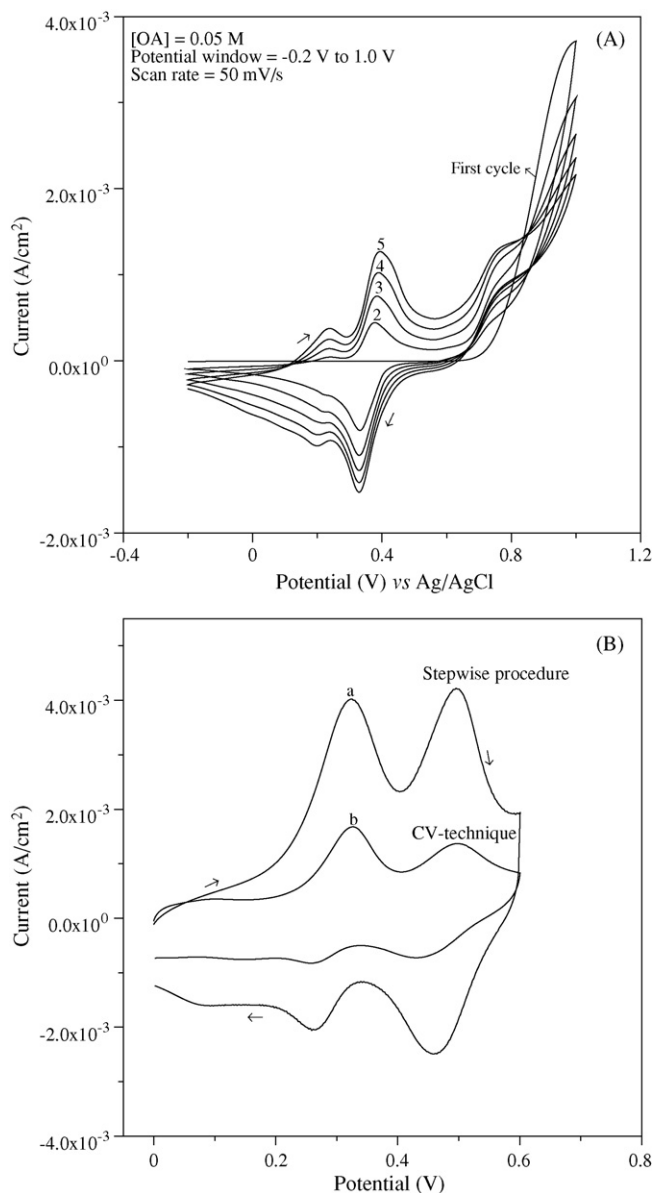 4.0x10⁻³
[OA] = 0.05 M
(A)
Potential window = -0.2 V to 1.0 V
Scan rate = 50 mV/s
First cycle
2.0x10⁻³
5
4
3
2
Current (A/cm²)
0.0x10⁰
-2.0x10⁻³
-0.4
0
0.4
0.8
1.2
Potential (V) vs Ag/AgCl
(B)
Stepwise procedure
a
4.0x10⁻³
2.0x10⁻³
b
CV-technique
Current (A/cm²)
0.0x10⁰
-2.0x10⁻³
-4.0x10⁻³
0
0.2
0.4
0.6
0.8
Potential (V)